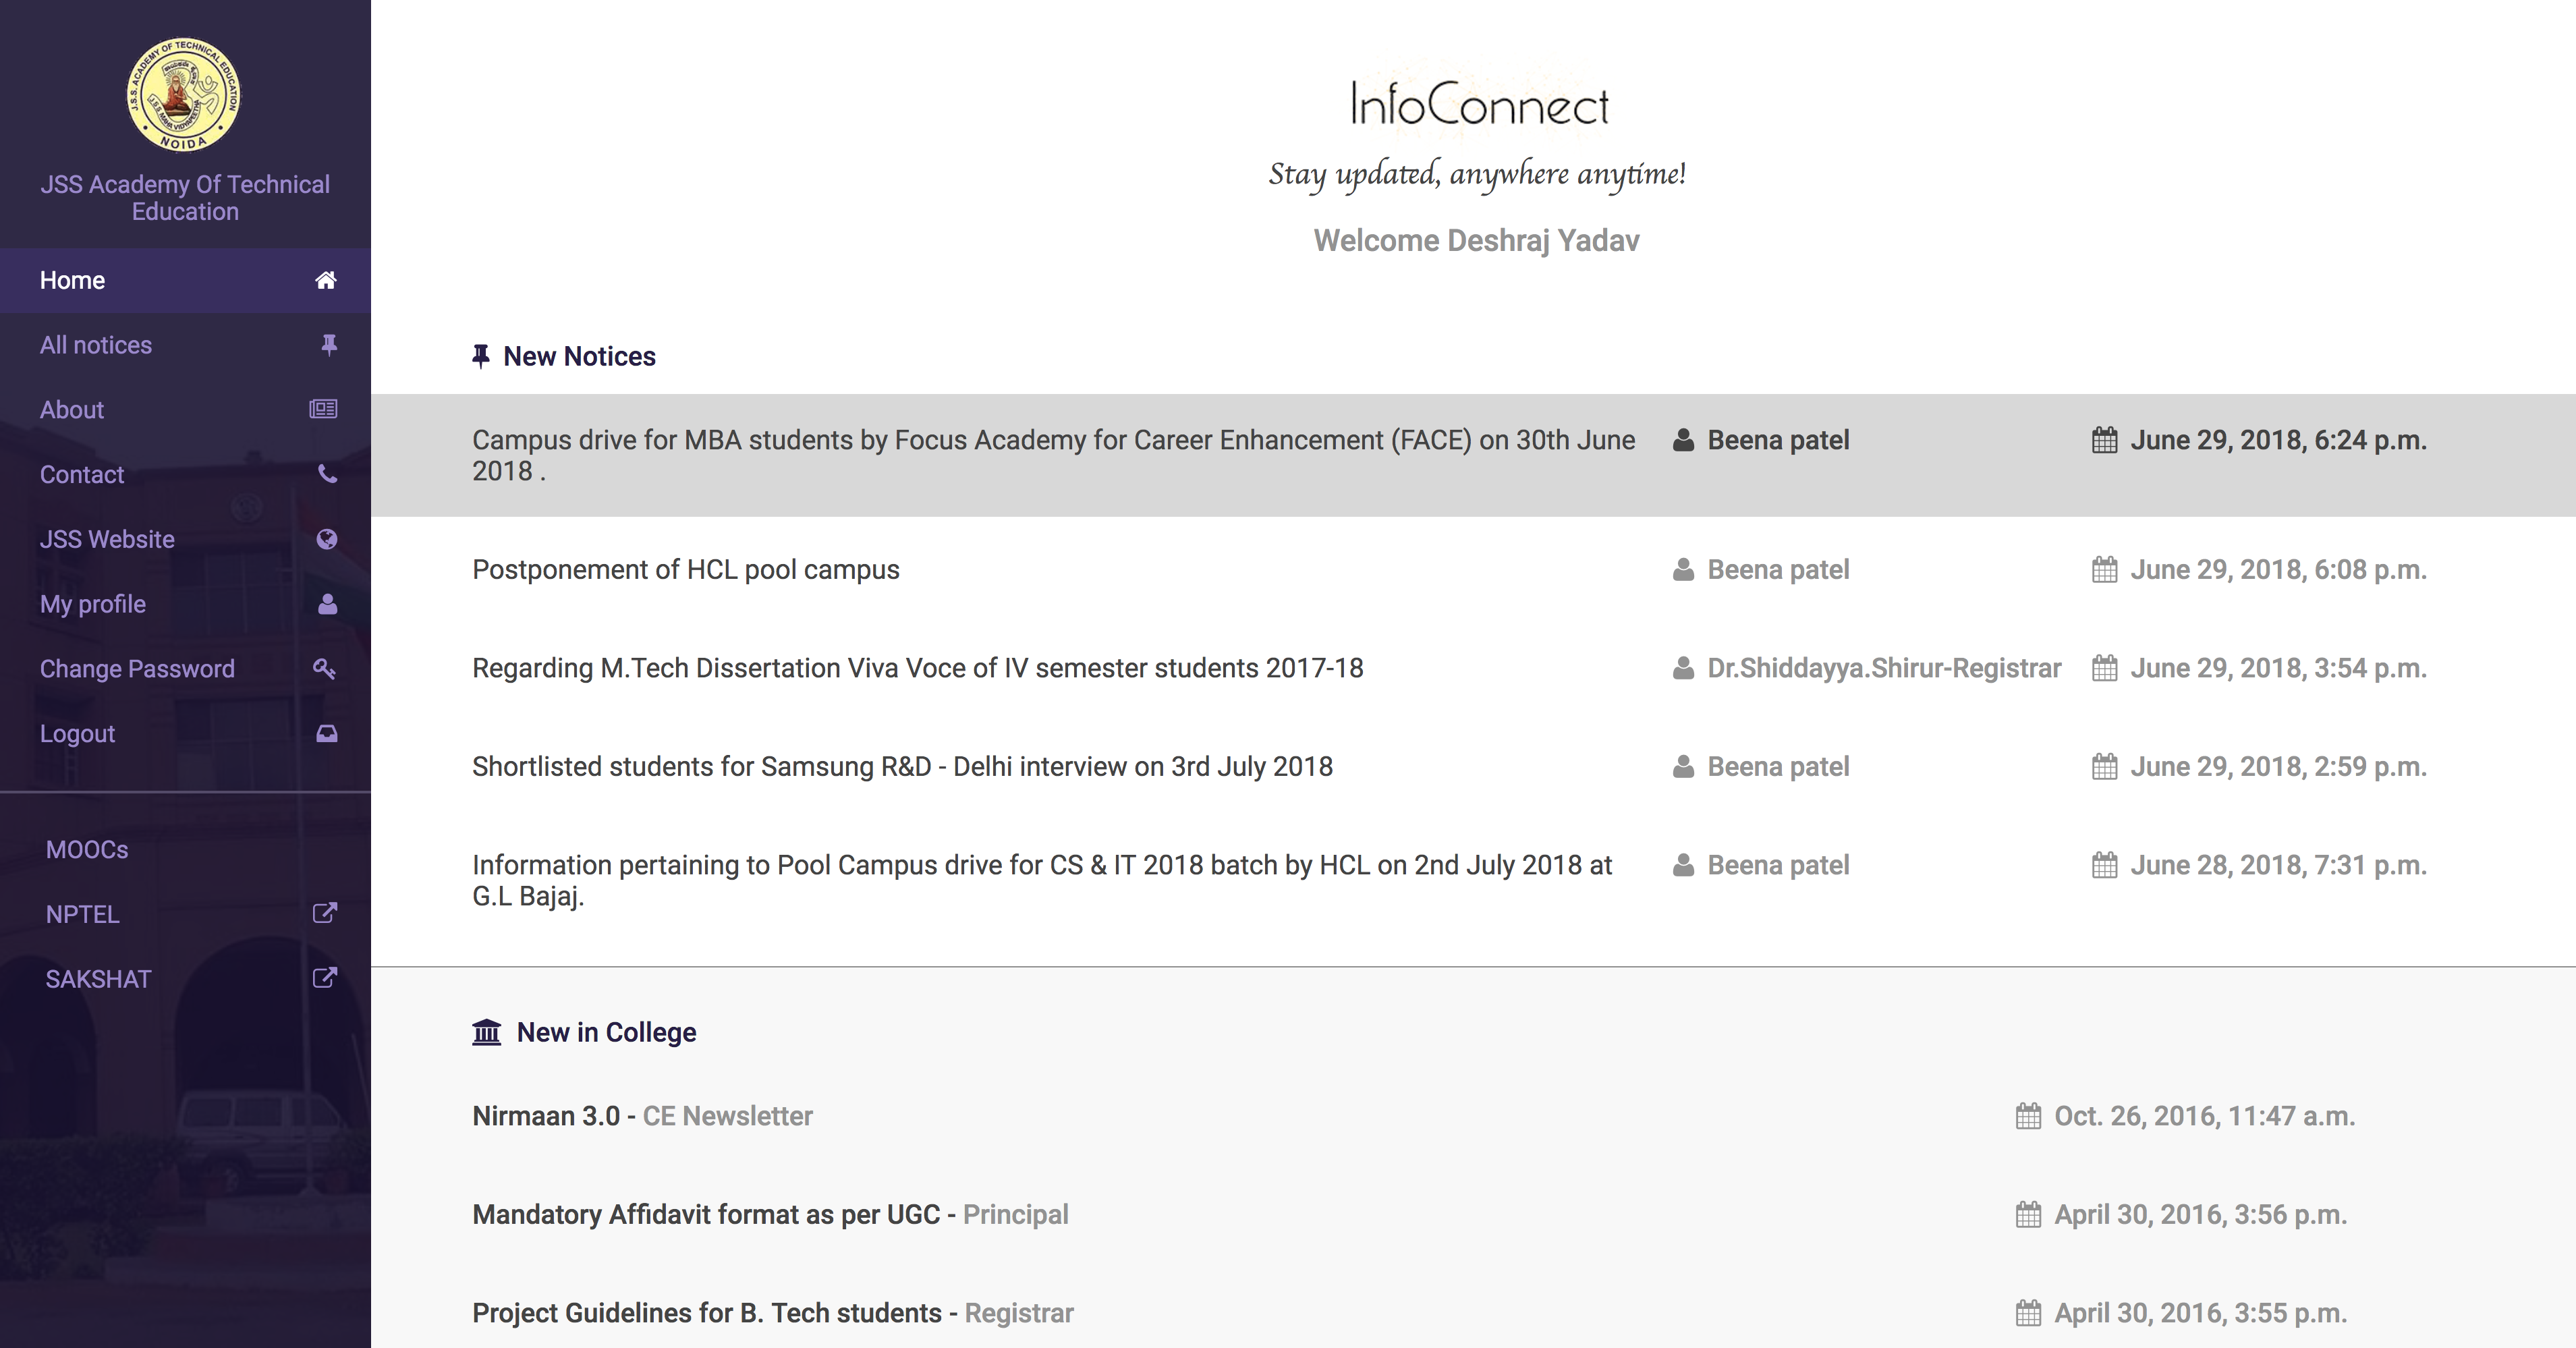 J.S.S. ACADEMY OF TECHNICAL EDUCATION
NOIDA
JSS Academy Of Technical
Education
Home
All notices
About
Contact
JSS Website
My profile
Change Password
Logout
MOOCs
NPTEL
SAKSHAT
InfoConnect
Stay updated, anywhere anytime!
Welcome Deshraj Yadav
New Notices
Campus drive for MBA students by Focus Academy for Career Enhancement (FACE) on 30th June Beena patel June 29, 2018, 6:24 p.m.
2018 .
Postponement of HCL pool campus Beena patel June 29, 2018, 6:08 p.m.
Regarding M.Tech Dissertation Viva Voce of IV semester students 2017-18 Dr.Shiddayya.Shirur-Registrar June 29, 2018, 3:54 p.m.
Shortlisted students for Samsung R&D - Delhi interview on 3rd July 2018 Beena patel June 29, 2018, 2:59 p.m.
Information pertaining to Pool Campus drive for CS & IT 2018 batch by HCL on 2nd July 2018 at Beena patel June 28, 2018, 7:31 p.m.
G.L Bajaj.
New in College
Nirmaan 3.0 - CE Newsletter Oct. 26, 2016, 11:47 a.m.
Mandatory Affidavit format as per UGC - Principal April 30, 2016, 3:56 p.m.
Project Guidelines for B. Tech students - Registrar April 30, 2016, 3:55 p.m.